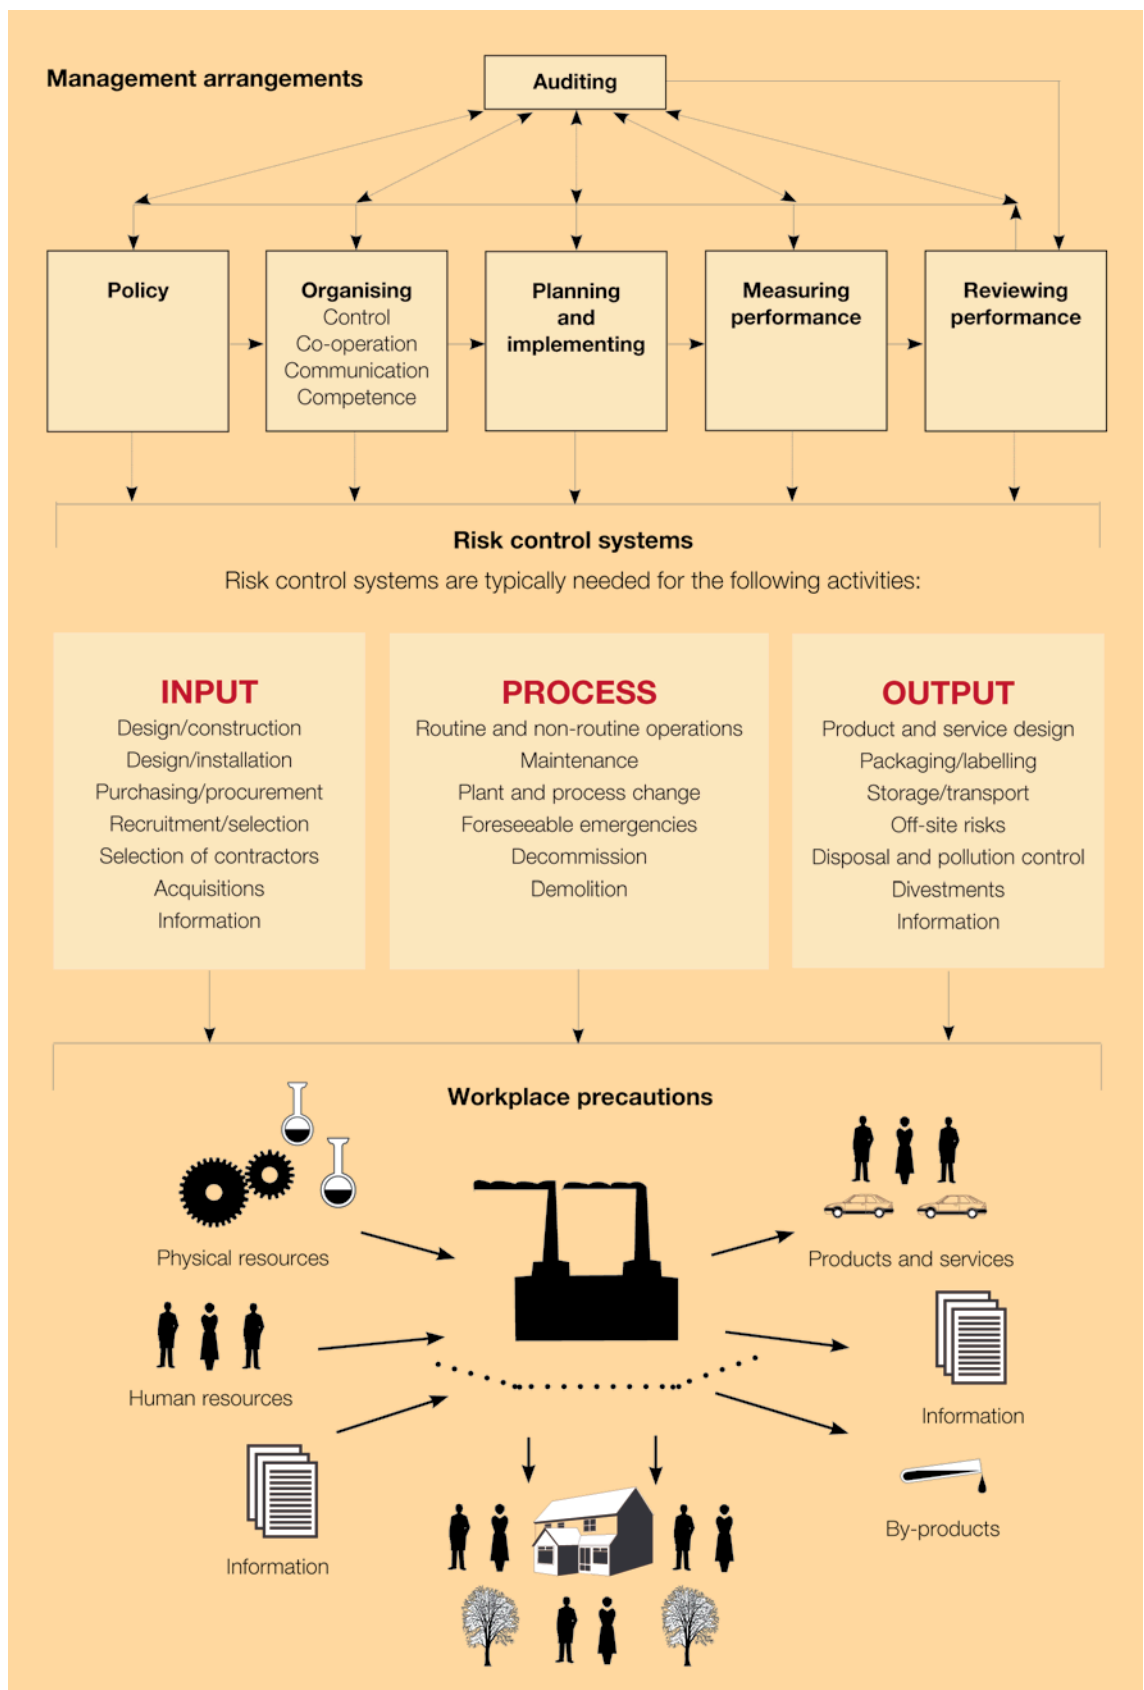 Management arrangements
Auditing
Policy
Organising
Control
Co-operation
Communication
Competence
Planning
and
implementing
Measuring
performance
Reviewing
performance
Risk control systems
Risk control systems are typically needed for the following activities:
INPUT
Design/construction
Design/installation
Purchasing/procurement
Recruitment/selection
Selection of contractors
Acquisitions
Information
PROCESS
Routine and non-routine operations
Maintenance
Plant and process change
Foreseeable emergencies
Decommission
Demolition
OUTPUT
Product and service design
Packaging/labelling
Storage/transport
Off-site risks
Disposal and pollution control
Divestments
Information
Workplace precautions
Physical resources
Human resources
Information
Products and services
Information
By-products